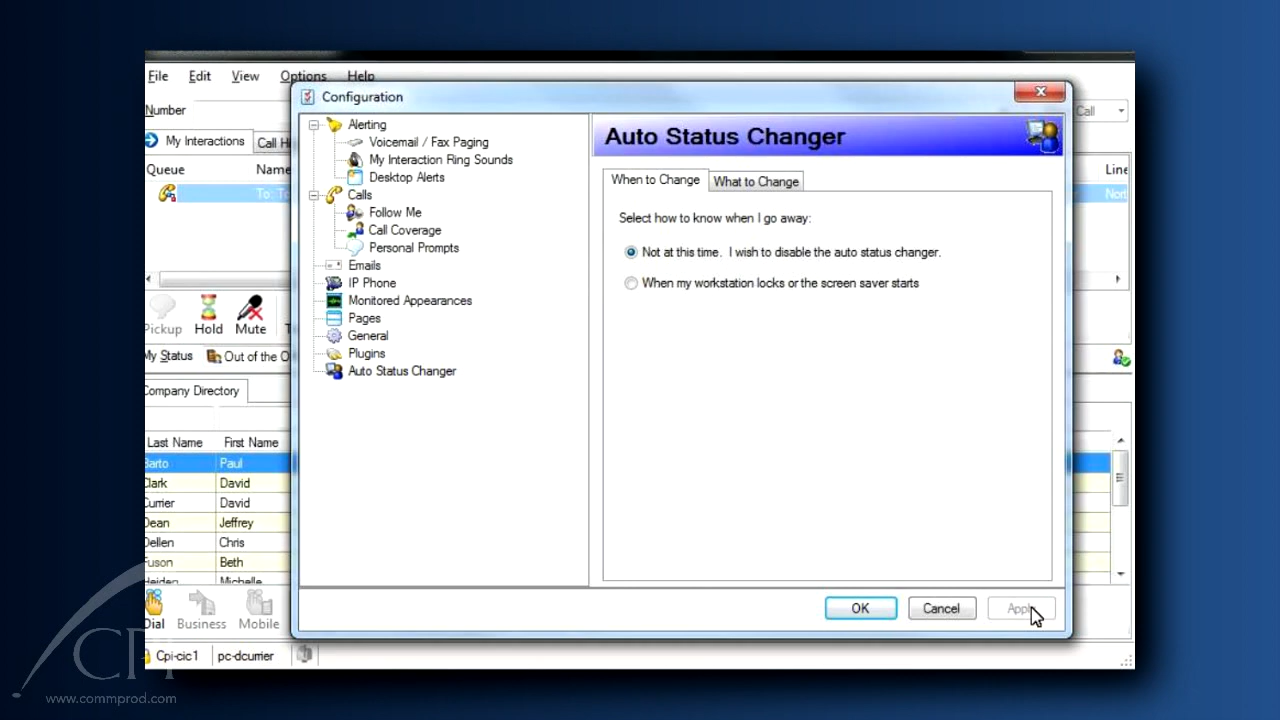 File Edit View Options Help
Configuration
Number
Call
My Interactions
Call Hi
Queue
Name
Line
To: T
Nort
Alerting
Voicemail / Fax Paging
My Interaction Ring Sounds
Desktop Alerts
Calls
Follow Me
Call Coverage
Personal Prompts
Emails
IP Phone
Monitored Appearances
Pages
General
Plugins
Auto Status Changer
Auto Status Changer
When to Change
What to Change
Select how to know when I go away:
Not at this time. I wish to disable the auto status changer.
When my workstation locks or the screen saver starts
OK
Cancel
Pickup Hold Mute
My Status
Out of the O
Company Directory
Last Name First Name
Barto Paul
Clark David
Currier David
Dean Jeffrey
Dellen Chris
Fuson Beth
Heiden Michelle
Dial Business Mobile
Cpi-cic1 pc-dcurrier
CPI
www.commprod.com